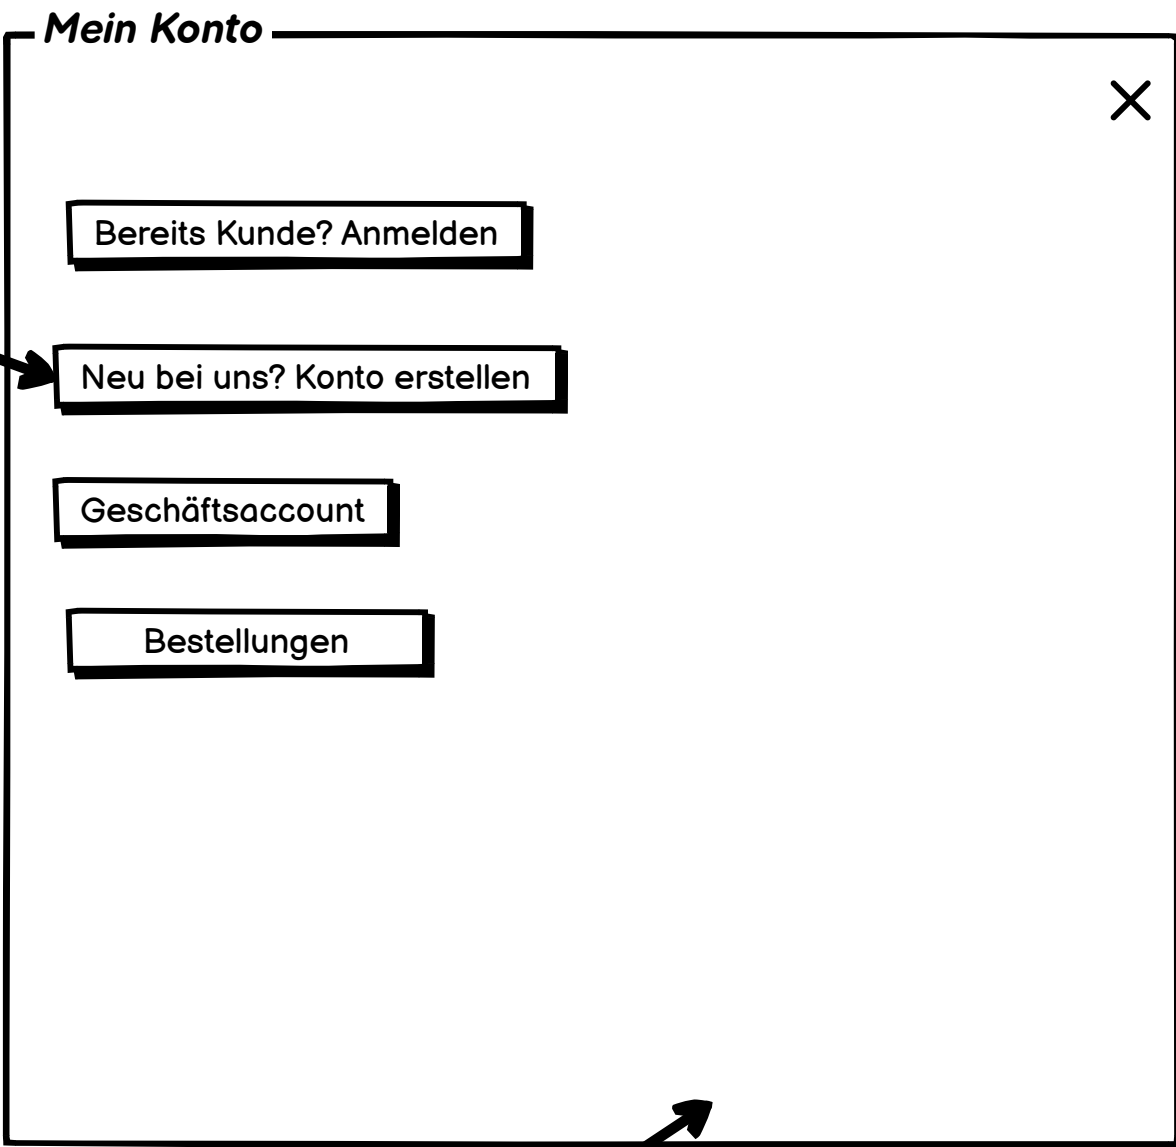 Mein Konto
Bereits Kunde? Anmelden
Neu bei uns? Konto erstellen
Geschäftsaccount
Bestellungen